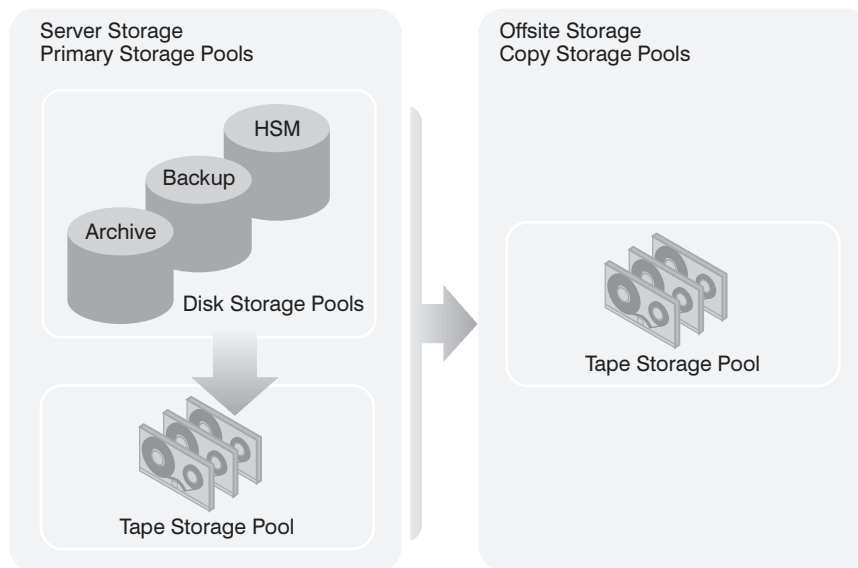 Server Storage
Primary Storage Pools
HSM
Backup
Archive
Disk Storage Pools
Tape Storage Pool
Offsite Storage
Copy Storage Pools
Tape Storage Pool